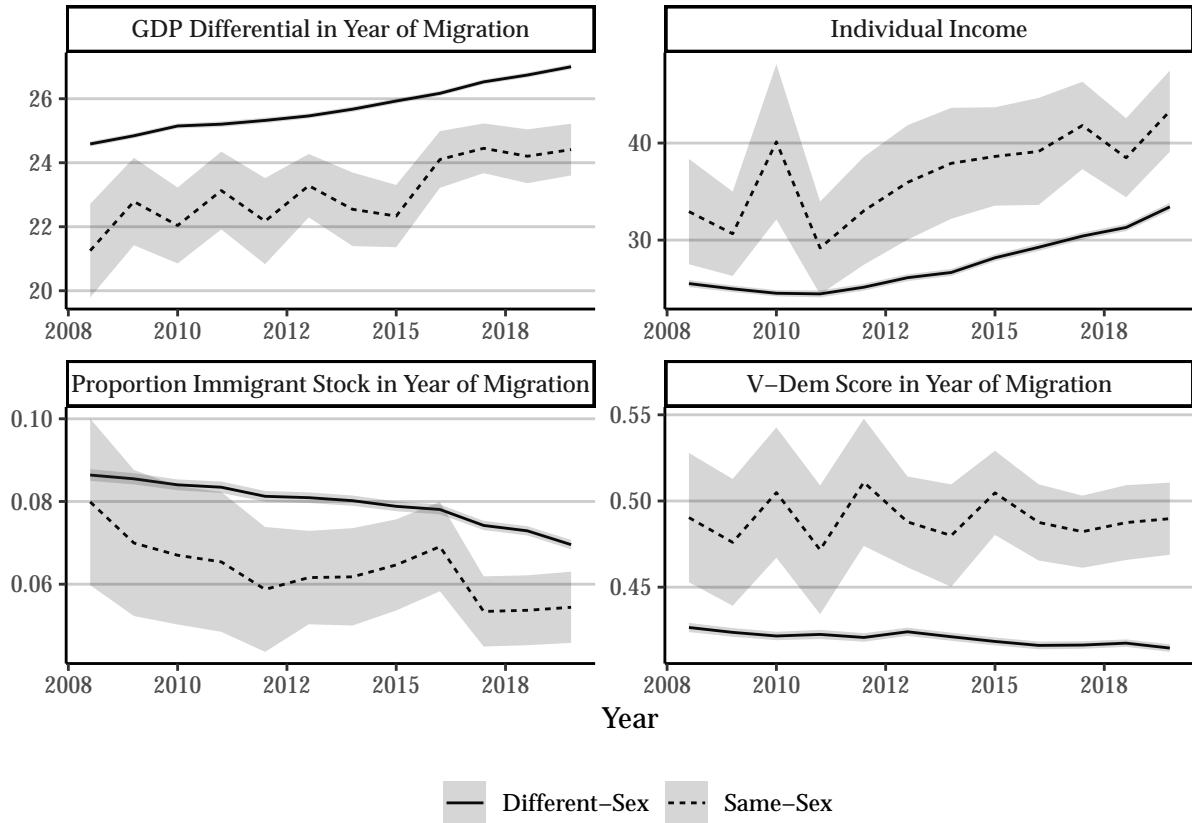 GDP Differential in Year of Migration
26
24
22
20
2008 2010 2012 2015 2018
Individual Income
40
30
2008 2010 2012 2015 2018
Proportion Immigrant Stock in Year of Migration
0.10
0.08
0.06
2008 2010 2012 2015 2018
V−Dem Score in Year of Migration
0.55
0.50
0.45
2008 2010 2012 2015 2018
Year
Different−Sex Same−Sex